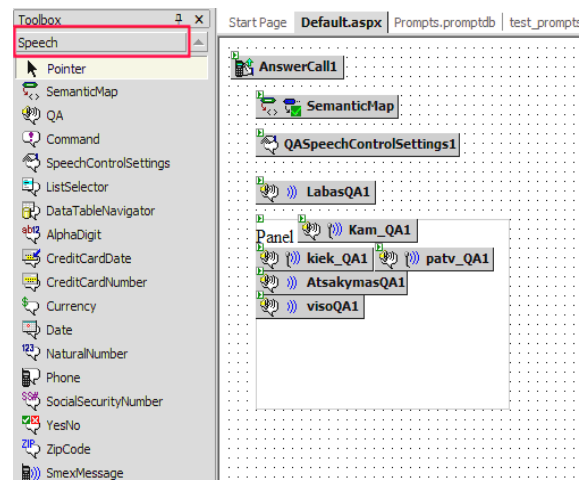 Toolbox
Speech
Pointer
SemanticMap
QA
Command
SpeechControlSettings
ListSelector
DataTableNavigator
AlphaDigit
CreditCardDate
CreditCardNumber
Currency
Date
NaturalNumber
Phone
SocialSecurityNumber
YesNo
ZipCode
SmexMessage
Start Page Default.aspx Prompts.promptdb test_prompts
AnswerCall1
SemanticMap
QASpeechControlSettings1
LabasQA1
Panel Kam_QA1
kiek_QA1 patv_QA1
AtsakymasQA1
visoQA1